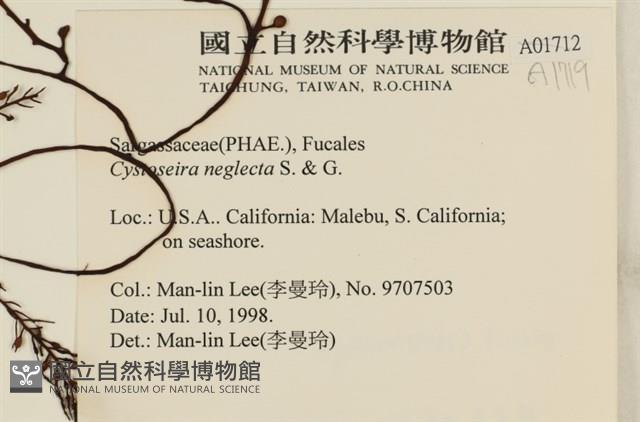 國立自然科學博物館 A01712
NATIONAL MUSEUM OF NATURAL SCIENCE A1719
TAICHUNG, TAIWAN, R.O.CHINA
Sargassaceae(PHAE.), Fucales
Cystoseira neglecta S. & G.
Loc.: U.S.A.. California: Malebu, S. California;
on seashore.
Col.: Man-lin Lee(李曼玲), No. 9707503
Date: Jul. 10, 1998.
Det.: Man-lin Lee(李曼玲)
國立自然科學博物館
NATIONAL MUSEUM OF NATURAL SCIENCE